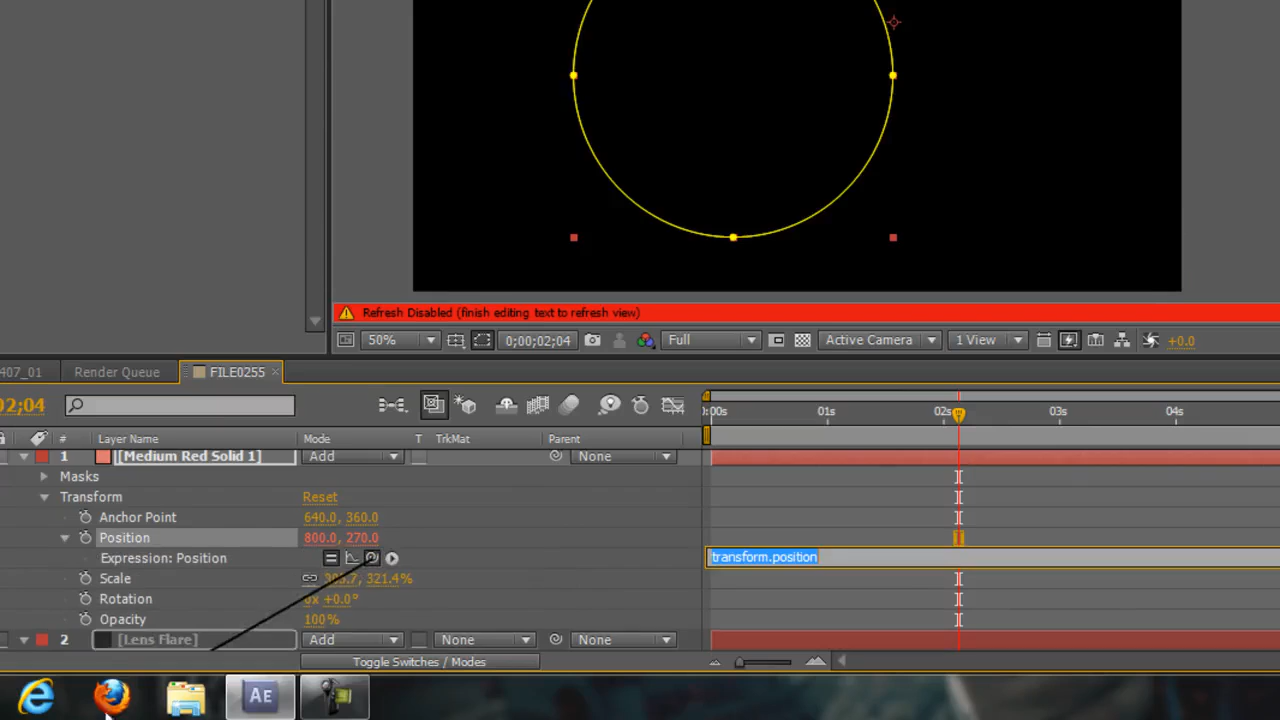 Refresh Disabled (finish editing text to refresh view)
50% 0;00;02;04 Full Active Camera 1 View +0.0
407_01 Render Queue FILE0255 ×
02;04 0:00s 01s 02s 03s 04s
# Layer Name Mode T TrkMat Parent
1 [Medium Red Solid 1] Add None
Masks
Transform Reset
Anchor Point 640.0, 360.0
Position 800.0, 270.0
Expression: Position transform.position
Scale 321.4%
Rotation 0x +0.0°
Opacity 100%
2 [Lens Flare] Add None None
Toggle Switches / Modes
AE